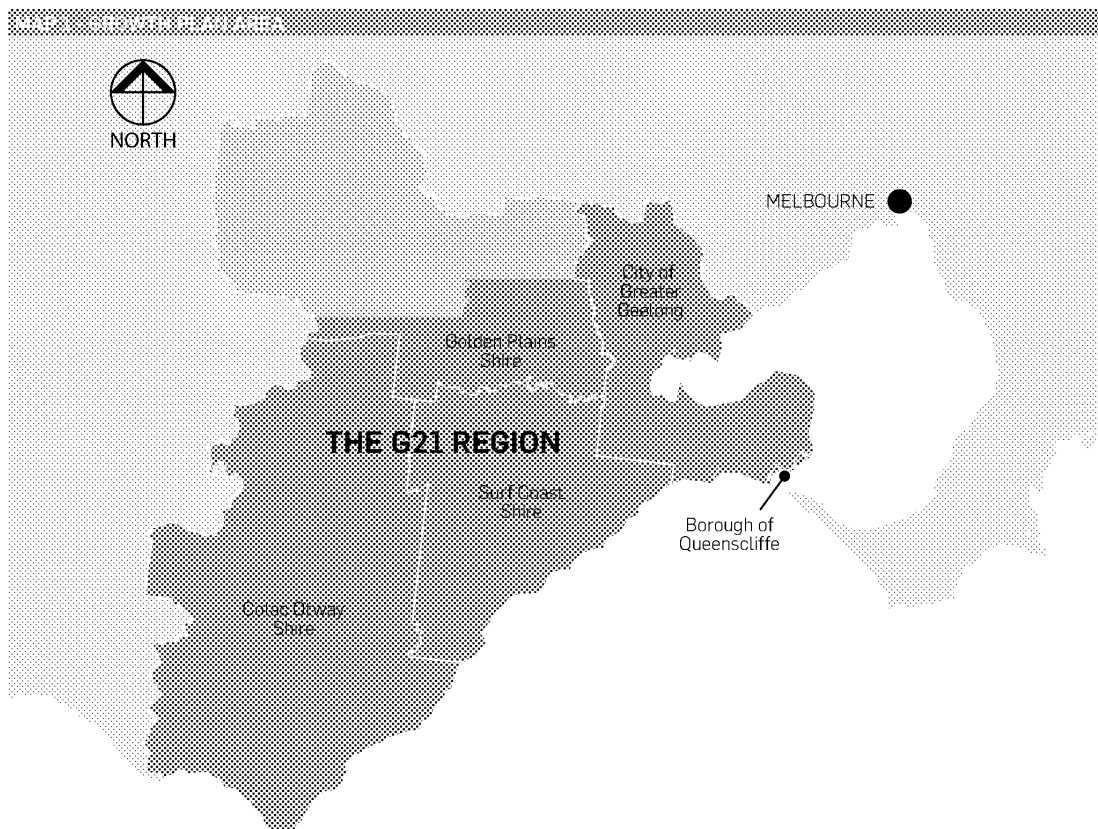 MAP 1 - GROWTH PLAN AREA
NORTH
MELBOURNE
City of
Greater
Geelong
Golden Plains
Shire
THE G21 REGION
Surf Coast
Shire
Borough of
Queenscliffe
Colac Otway
Shire